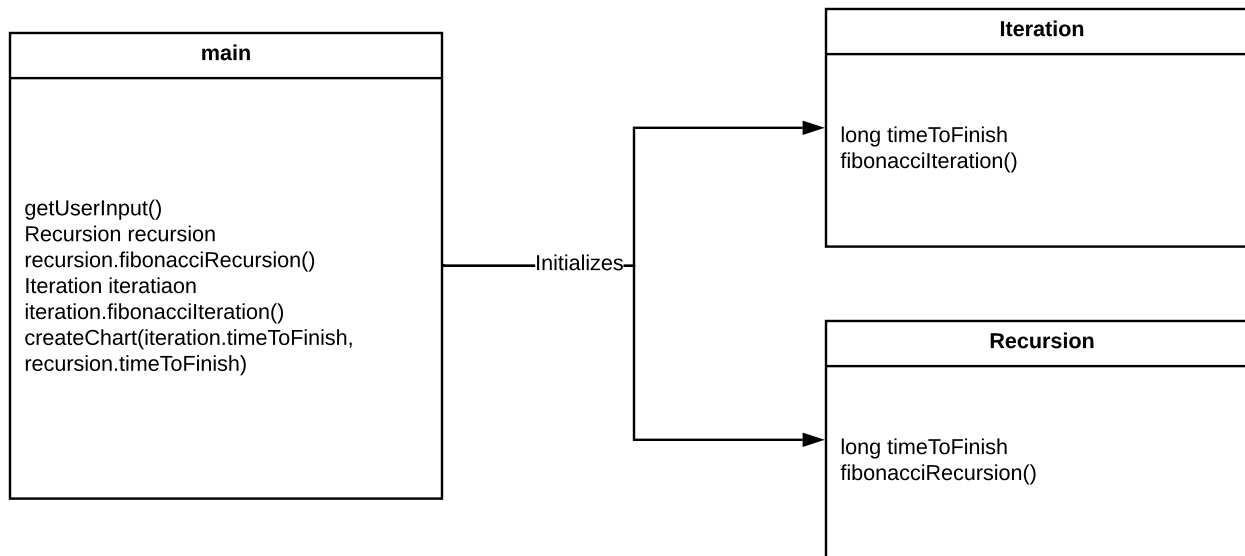 main
getUserInput()
Recursion recursion
recursion.fibonacciRecursion()
Iteration iteratiaon
iteration.fibonacciIteration()
createChart(iteration.timeToFinish,
recursion.timeToFinish)
Initializes
Iteration
long timeToFinish
fibonacciIteration()
Recursion
long timeToFinish
fibonacciRecursion()